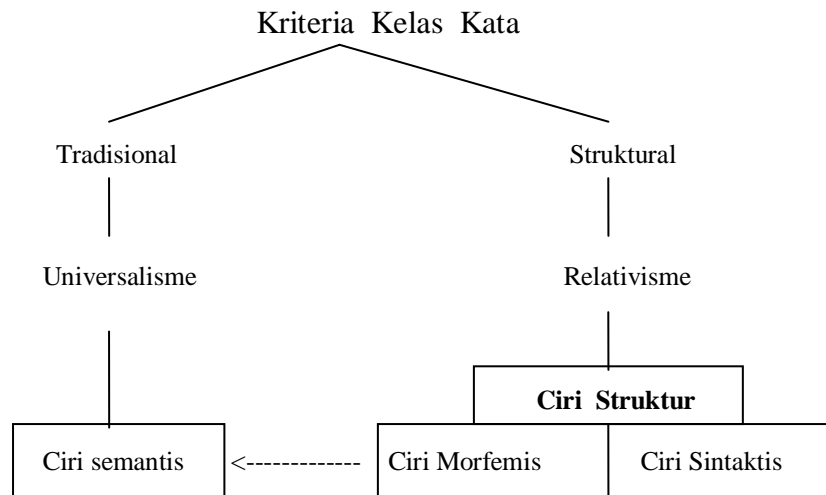 Kriteria Kelas Kata
Tradisional Struktural
Universalisme Relativisme
Ciri Struktur
Ciri semantis <------------- Ciri Morfemis Ciri Sintaktis